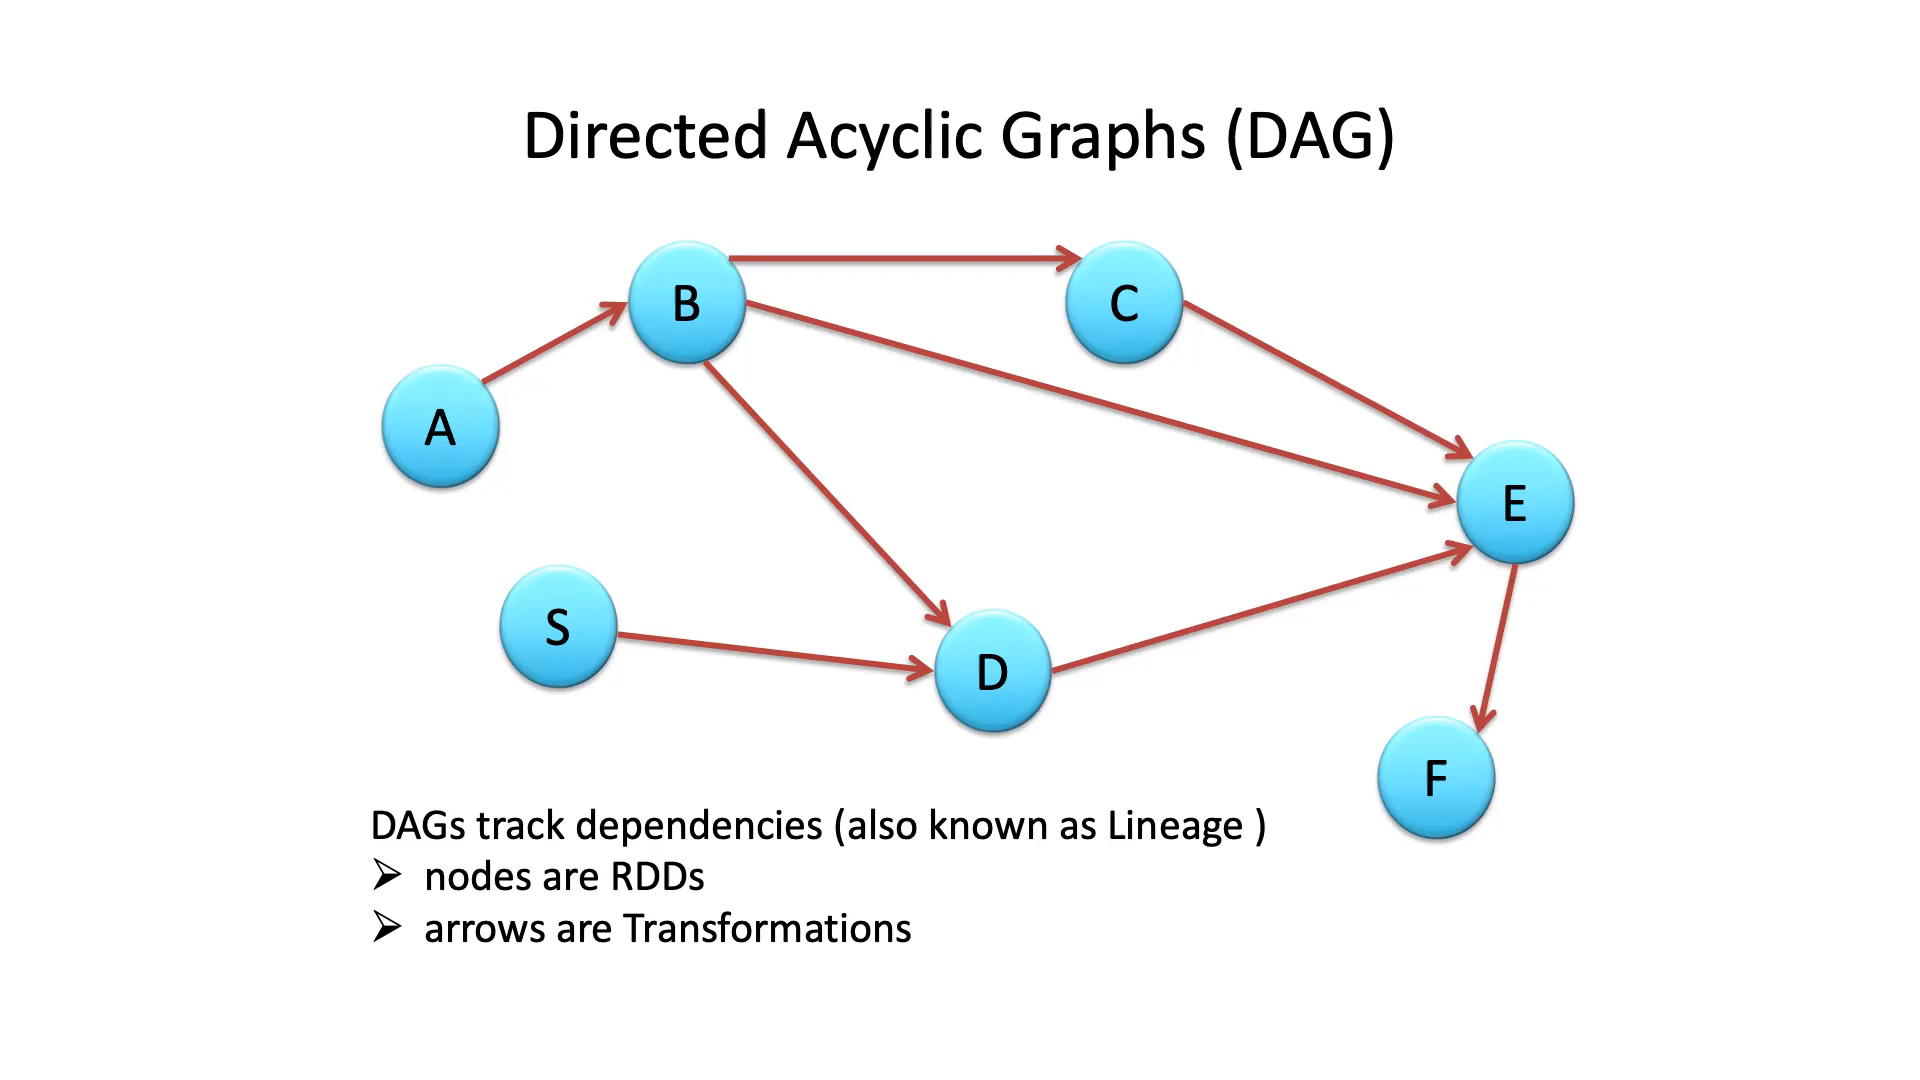 Directed Acyclic Graphs (DAG)
B
C
A
E
S
D
F
DAGs track dependencies (also known as Lineage )
➢ nodes are RDDs
➢ arrows are Transformations